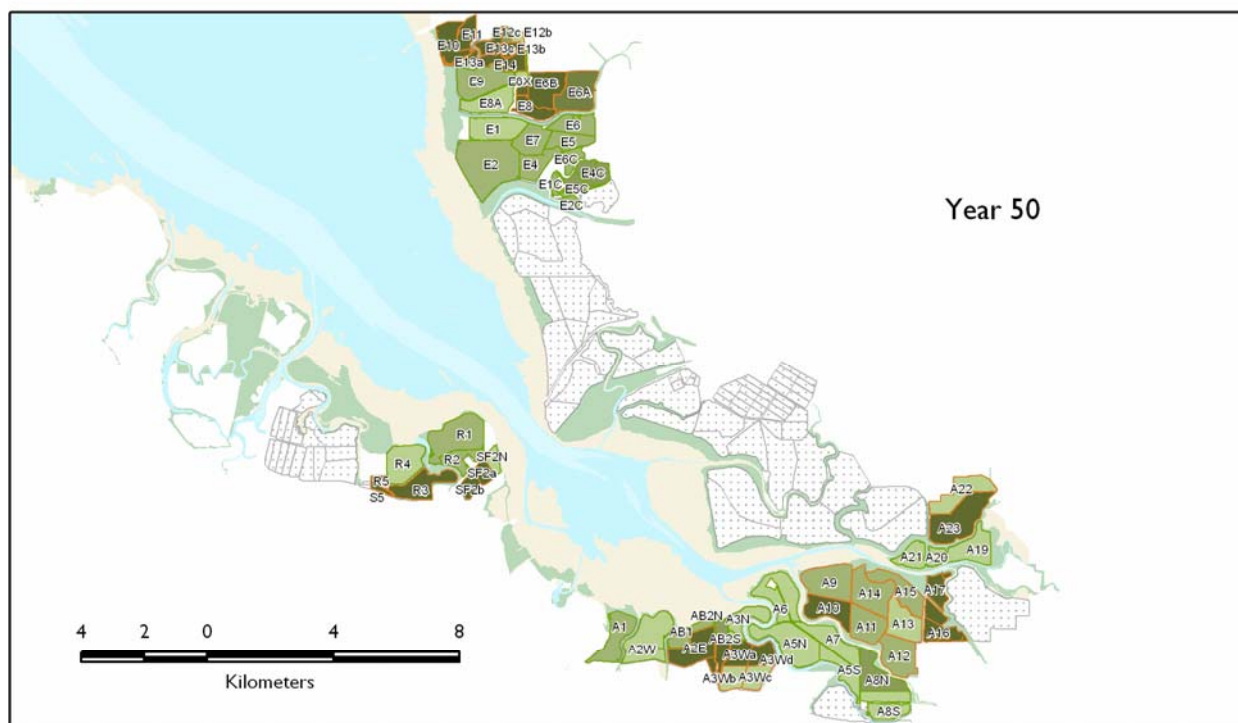 E11
E12c E12b
E10
E13c E13b
E13a E14
E9 E6X E6B
E6A
E8A E8
E1 E6
E7 E5
E2 E4 E6C
E4C
E1C E5C
E2C
Year 50
R1
R4 R2 SF2N
SF2a
R5 R3 SF2b
S5
A22
A23
A21 A20 A19
A9 A14 A15 A17
A6
A10
A1 AB2N A3N A11 A13 A16
AB1 AB2S A7
A2W A2E A3Wa A5N A12
A3Wd
A3Wb A3Wc A5S A8N
A8S
4 2 0 4 8
Kilometers